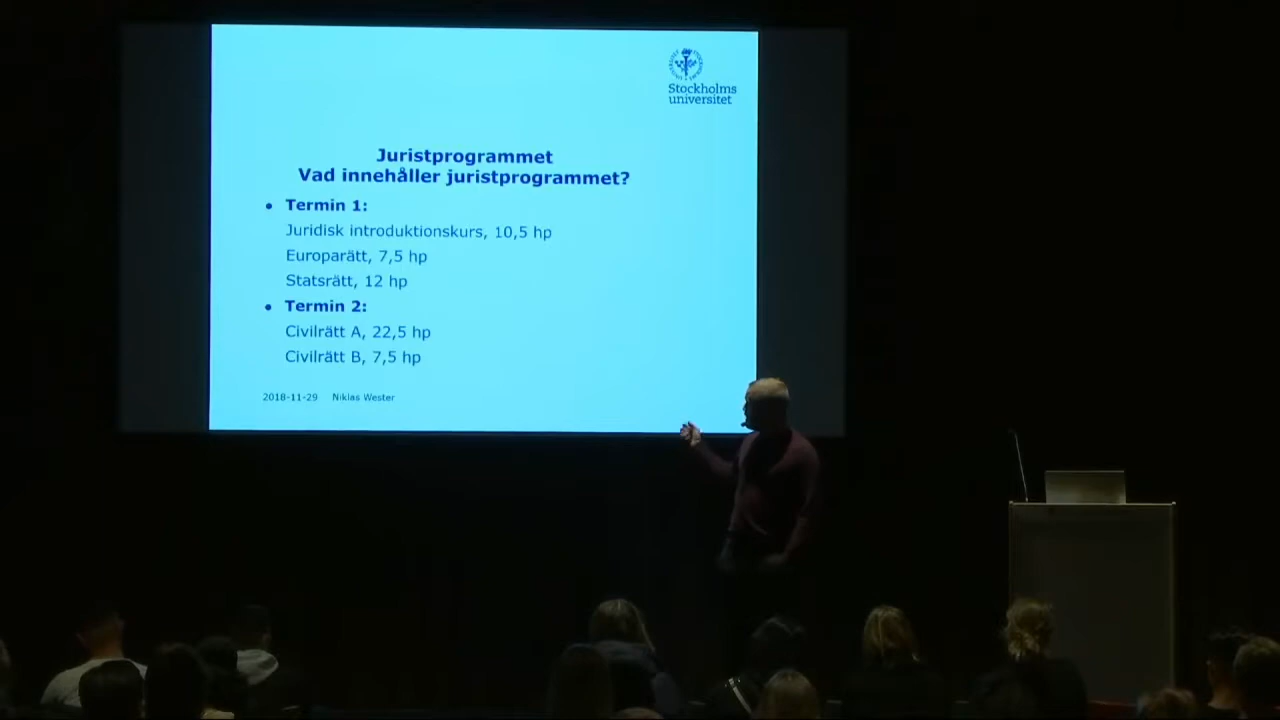 Stockholms
universitet
Juristprogrammet
Vad innehåller juristprogrammet?
• Termin 1:
Juridisk introduktionskurs, 10,5 hp
Europarätt, 7,5 hp
Statsrätt, 12 hp
• Termin 2:
Civilrätt A, 22,5 hp
Civilrätt B, 7,5 hp
2018-11-29 Niklas Wester